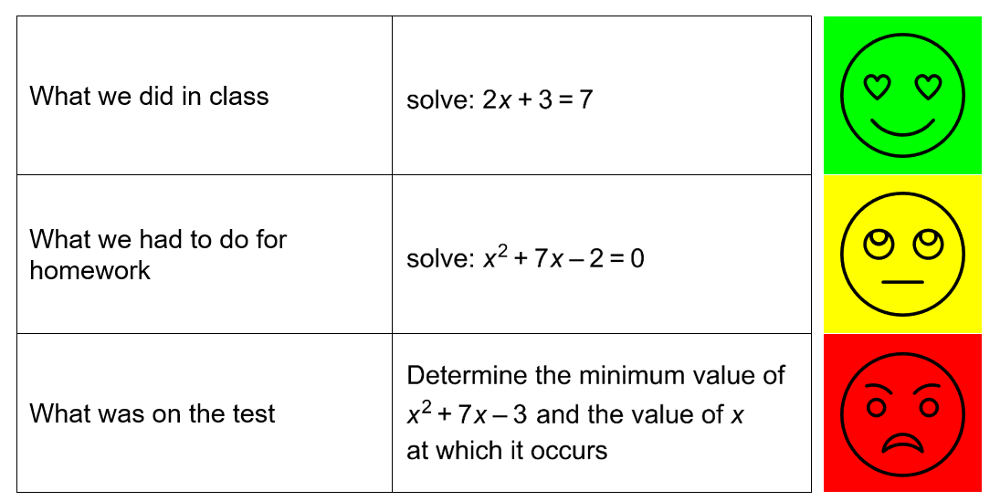 What we did in class
solve: 2x + 3 = 7
What we had to do for
homework
solve: x² + 7x – 2 = 0
What was on the test
Determine the minimum value of
x² + 7x – 3 and the value of x
at which it occurs